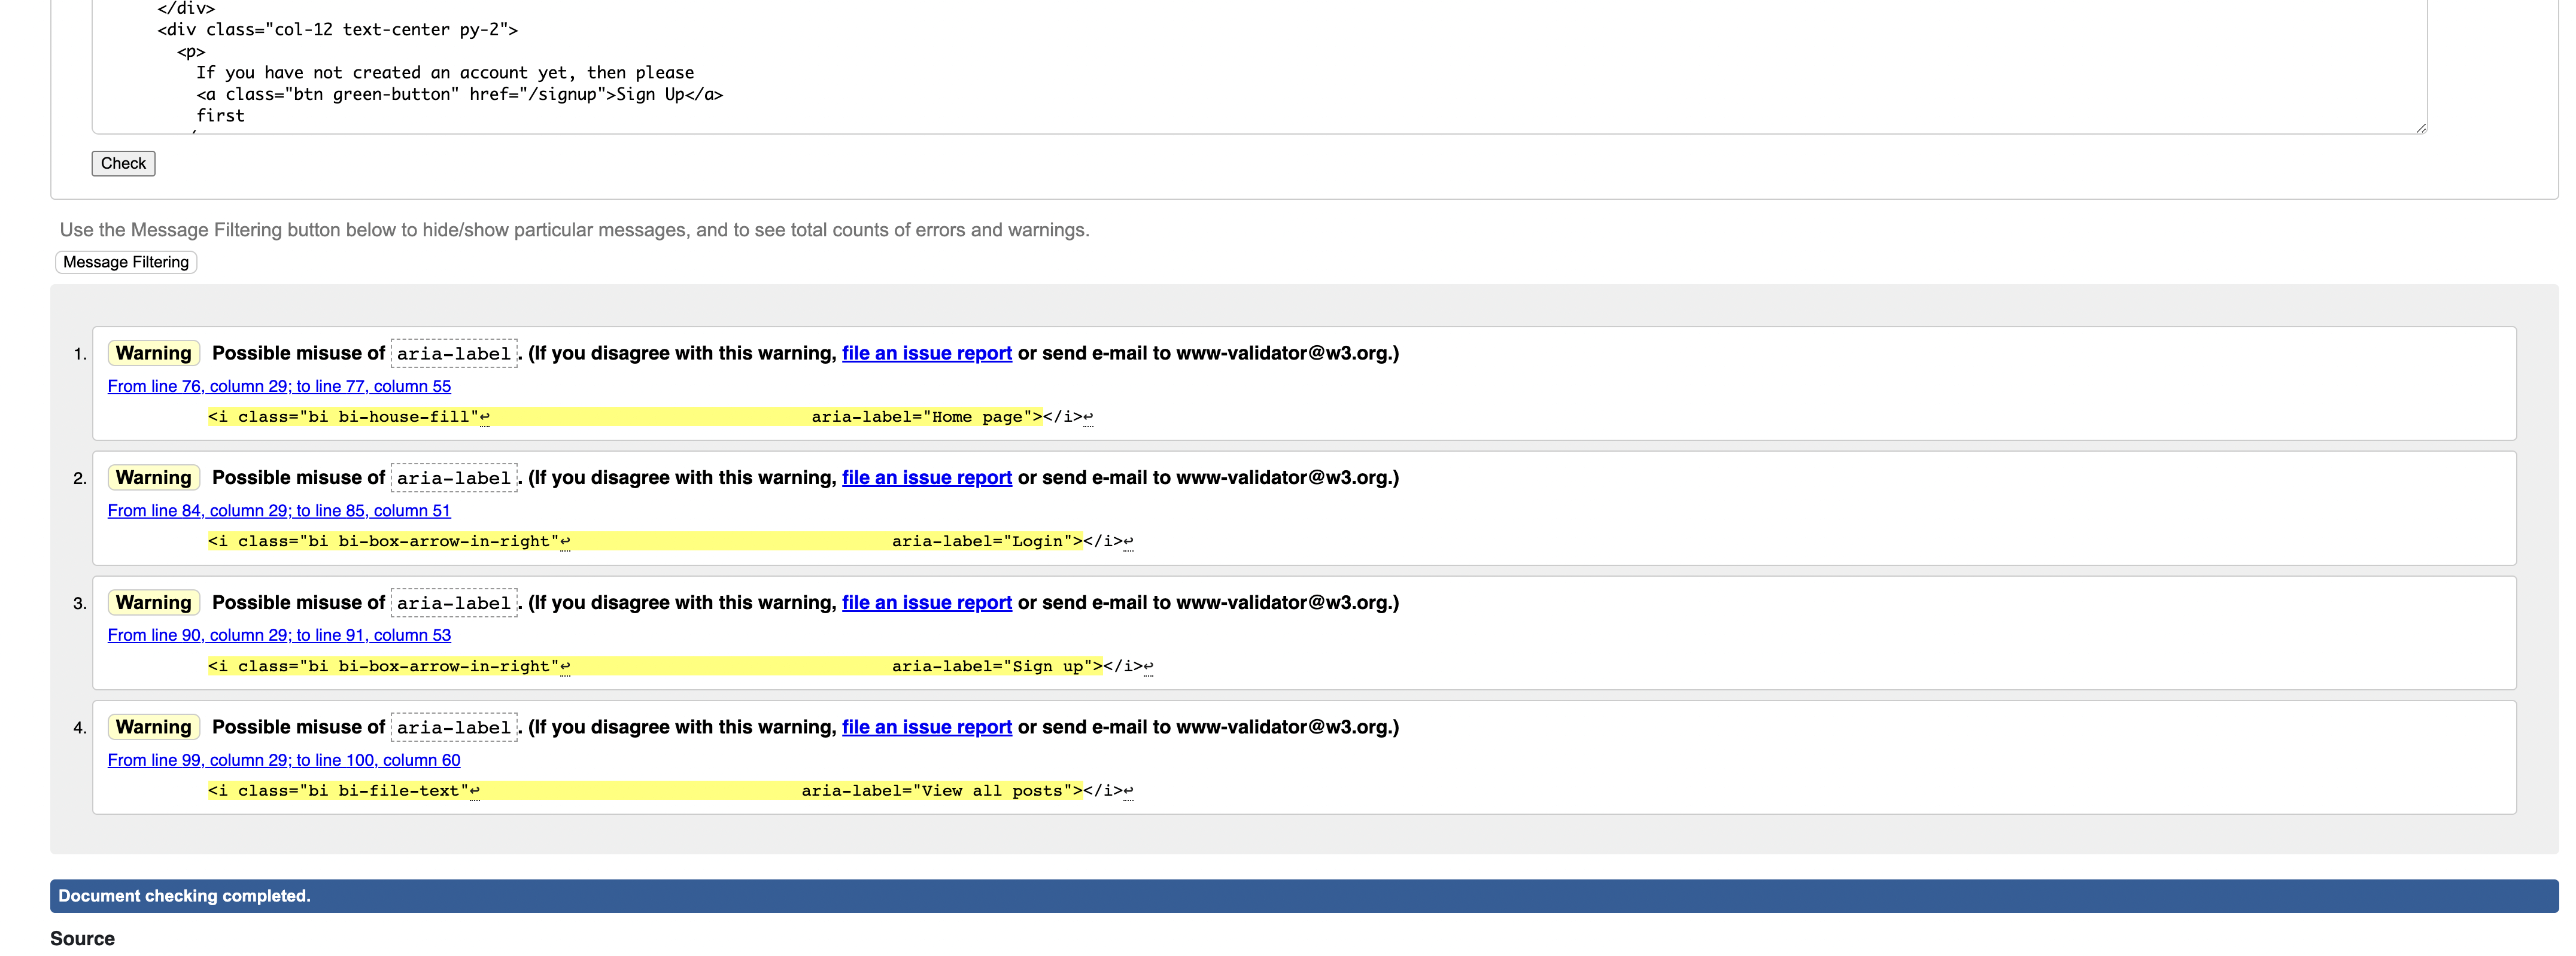 </div>
<div class="col-12 text-center py-2">
<p>
If you have not created an account yet, then please
<a class="btn green-button" href="/signup">Sign Up</a>
first
Check
Use the Message Filtering button below to hide/show particular messages, and to see total counts of errors and warnings.
Message Filtering
1. Warning Possible misuse of aria-label. (If you disagree with this warning, file an issue report or send e-mail to www-validator@w3.org.)
From line 76, column 29; to line 77, column 55
<i class="bi bi-house-fill"↩ aria-label="Home page"></i>↩
2. Warning Possible misuse of aria-label. (If you disagree with this warning, file an issue report or send e-mail to www-validator@w3.org.)
From line 84, column 29; to line 85, column 51
<i class="bi bi-box-arrow-in-right"↩ aria-label="Login"></i>↩
3. Warning Possible misuse of aria-label. (If you disagree with this warning, file an issue report or send e-mail to www-validator@w3.org.)
From line 90, column 29; to line 91, column 53
<i class="bi bi-box-arrow-in-right"↩ aria-label="Sign up"></i>↩
4. Warning Possible misuse of aria-label. (If you disagree with this warning, file an issue report or send e-mail to www-validator@w3.org.)
From line 99, column 29; to line 100, column 60
<i class="bi bi-file-text"↩ aria-label="View all posts"></i>↩
Document checking completed.
Source